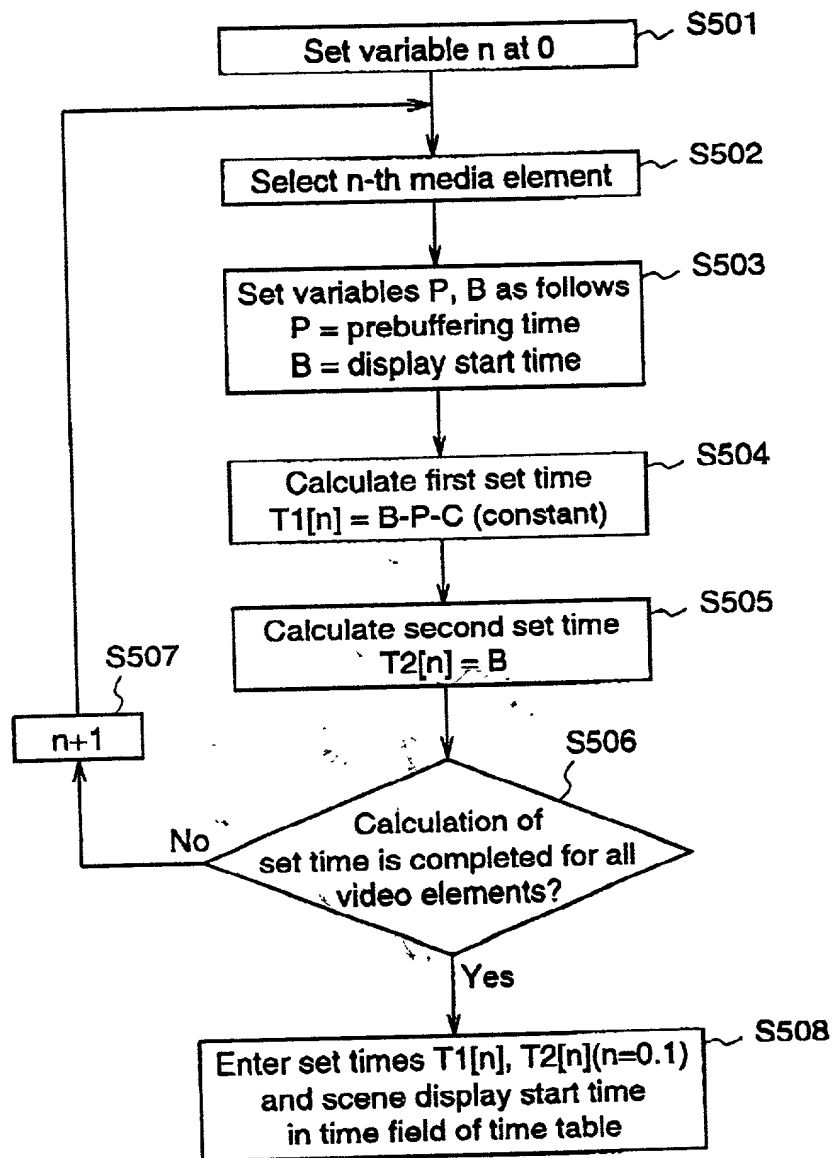 Set variable n at 0
S501
Select n-th media element
S502
Set variables P, B as follows
P = prebuffering time
B = display start time
S503
Calculate first set time
T1[n] = B-P-C (constant)
S504
Calculate second set time
T2[n] = B
S505
S507
n+1
S506
Calculation of
set time is completed for all
video elements?
No
Yes
Enter set times T1[n], T2[n](n=0.1)
and scene display start time
in time field of time table
S508